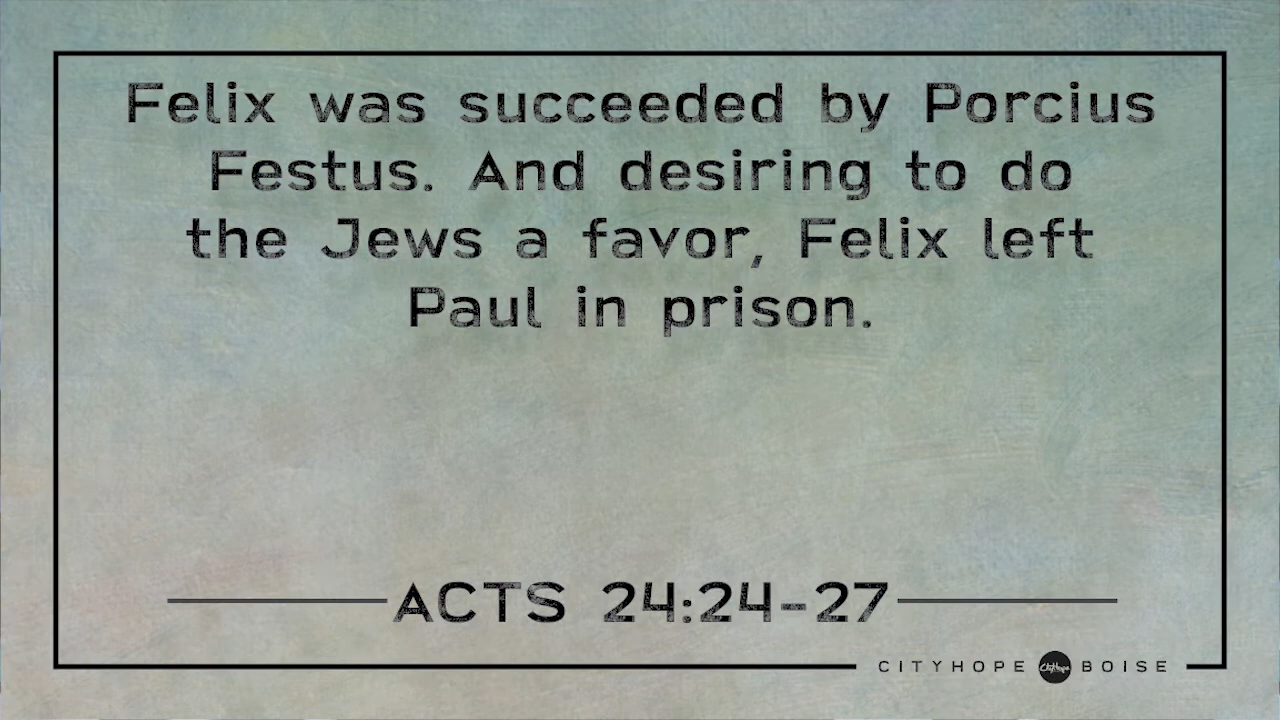 Felix was succeeded by Porcius
Festus. And desiring to do
the Jews a favor, Felix left
Paul in prison.
ACTS 24:24-27
CITYHOPE CityHope BOISE